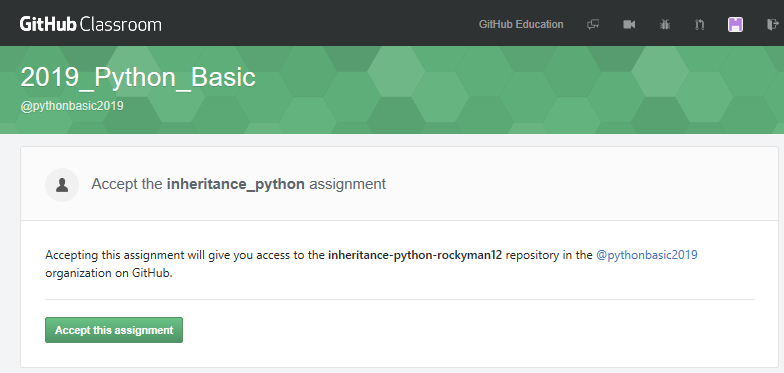 GitHub Classroom
GitHub Education
2019_Python_Basic
@pythonbasic2019
Accept the inheritance_python assignment
Accepting this assignment will give you access to the inheritance-python-rockyman12 repository in the @pythonbasic2019
organization on GitHub.
Accept this assignment